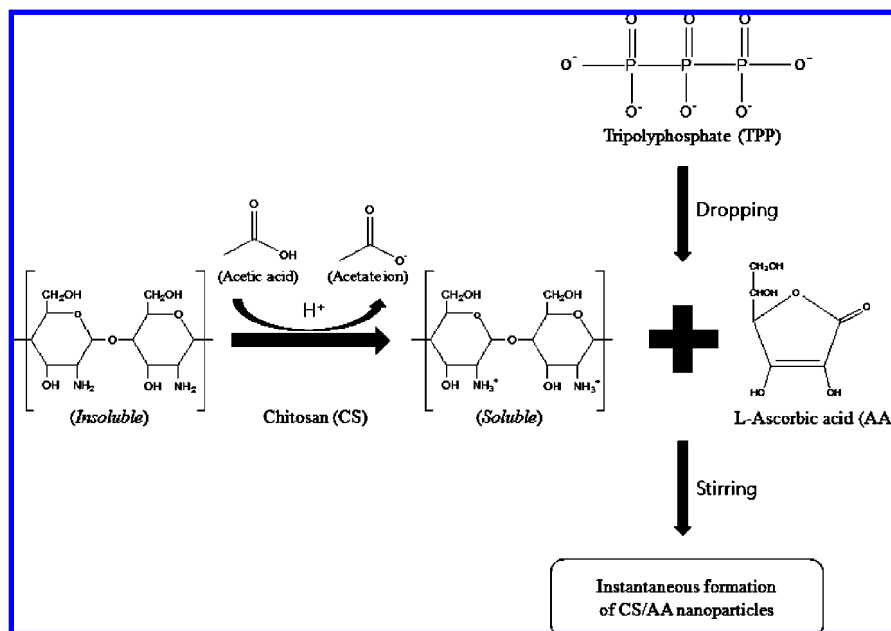 O O O
O⁻ P P P O⁻
O⁻ O⁻ O⁻
Tripolyphosphate (TPP)
Dropping
O
OH
(Acetic acid)
O
O⁻
(Acetate ion)
H⁺
CH₂OH CH₂OH
O O
O
OH NH₂ OH NH₂
(Insoluble)
Chitosan (CS)
CH₂OH CH₂OH
O O
O
OH NH₃⁺ OH NH₃⁺
(Soluble)
CH₂OH
CHOH O O
HO OH
L-Ascorbic acid (AA
Stirring
Instantaneous formation
of CS/AA nanoparticles